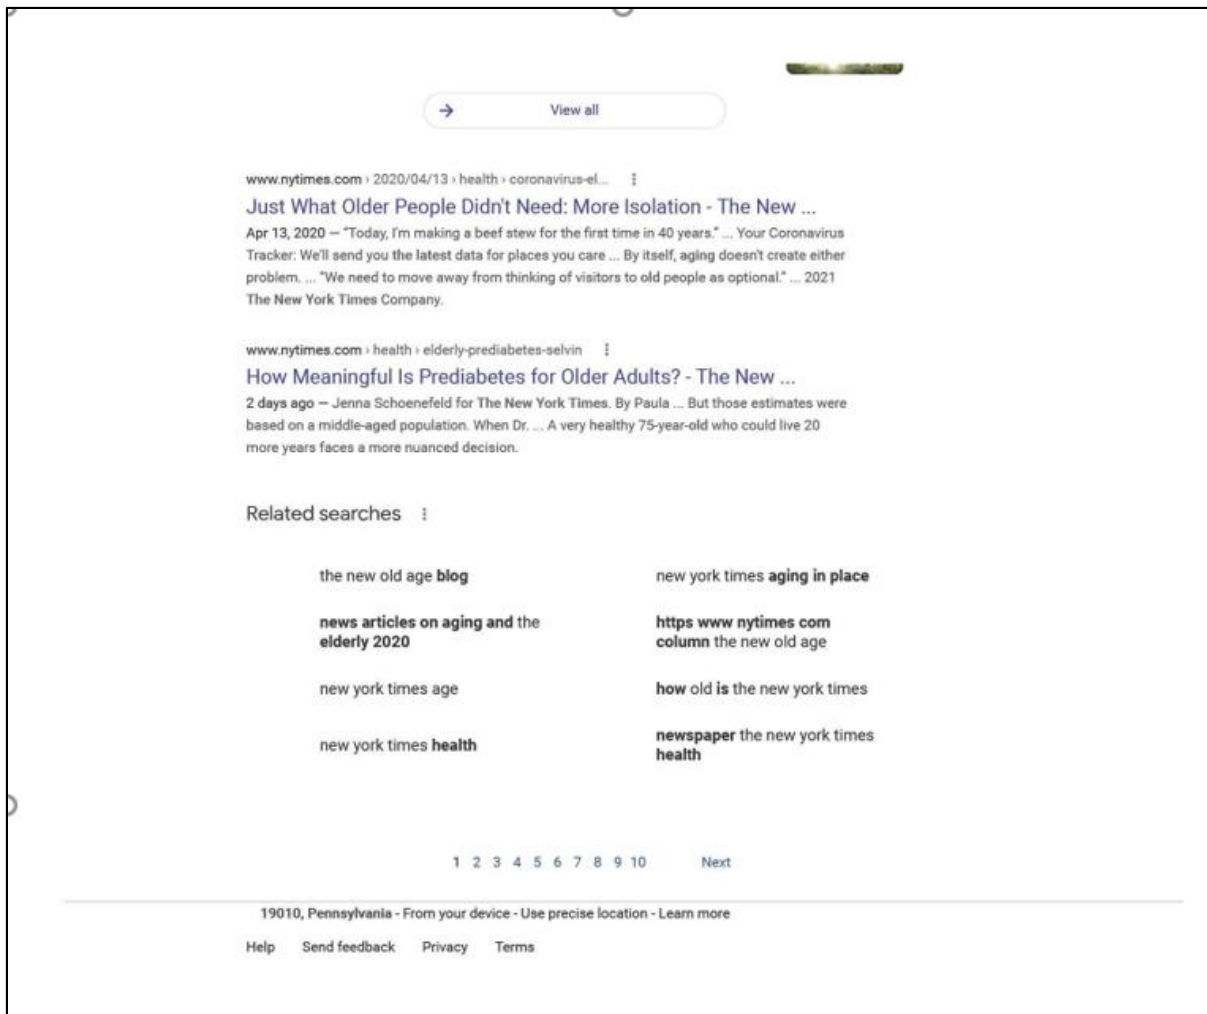 View all
www.nytimes.com › 2020/04/13 › health › coronavirus-el...
Just What Older People Didn't Need: More Isolation - The New ...
Apr 13, 2020 — "Today, I'm making a beef stew for the first time in 40 years." ... Your Coronavirus
Tracker: We'll send you the latest data for places you care ... By itself, aging doesn't create either
problem. ... "We need to move away from thinking of visitors to old people as optional." ... 2021
The New York Times Company.
www.nytimes.com › health › elderly-prediabetes-selvin
How Meaningful Is Prediabetes for Older Adults? - The New ...
2 days ago — Jenna Schoenefeld for The New York Times. By Paula ... But those estimates were
based on a middle-aged population. When Dr. ... A very healthy 75-year-old who could live 20
more years faces a more nuanced decision.
Related searches
the new old age blog
new york times aging in place
news articles on aging and the
elderly 2020
https www nytimes com
column the new old age
new york times age
how old is the new york times
new york times health
newspaper the new york times
health
1 2 3 4 5 6 7 8 9 10 Next
19010, Pennsylvania - From your device - Use precise location - Learn more
Help Send feedback Privacy Terms